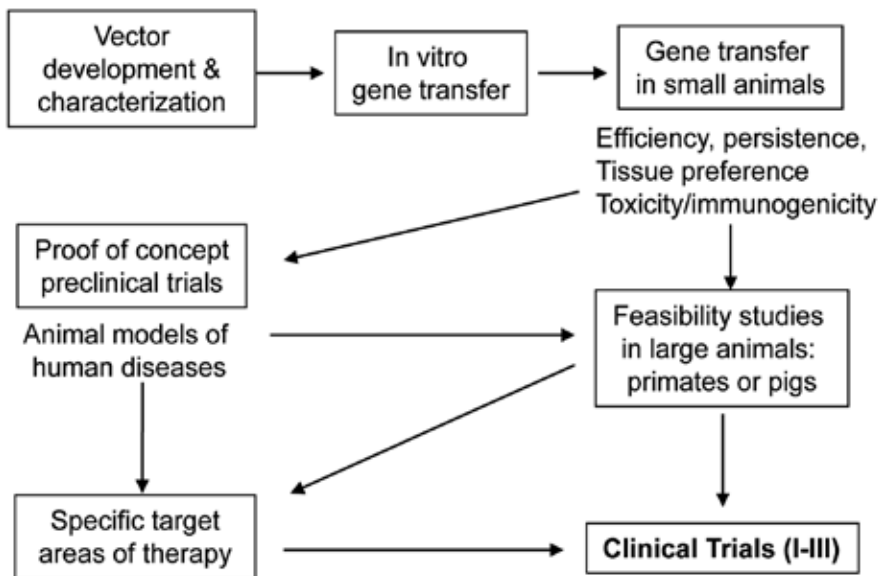 Vector
development &
characterization
In vitro
gene transfer
Gene transfer
in small animals
Efficiency, persistence,
Tissue preference
Toxicity/immunogenicity
Proof of concept
preclinical trials
Animal models of
human diseases
Feasibility studies
in large animals:
primates or pigs
Specific target
areas of therapy
Clinical Trials (I-III)